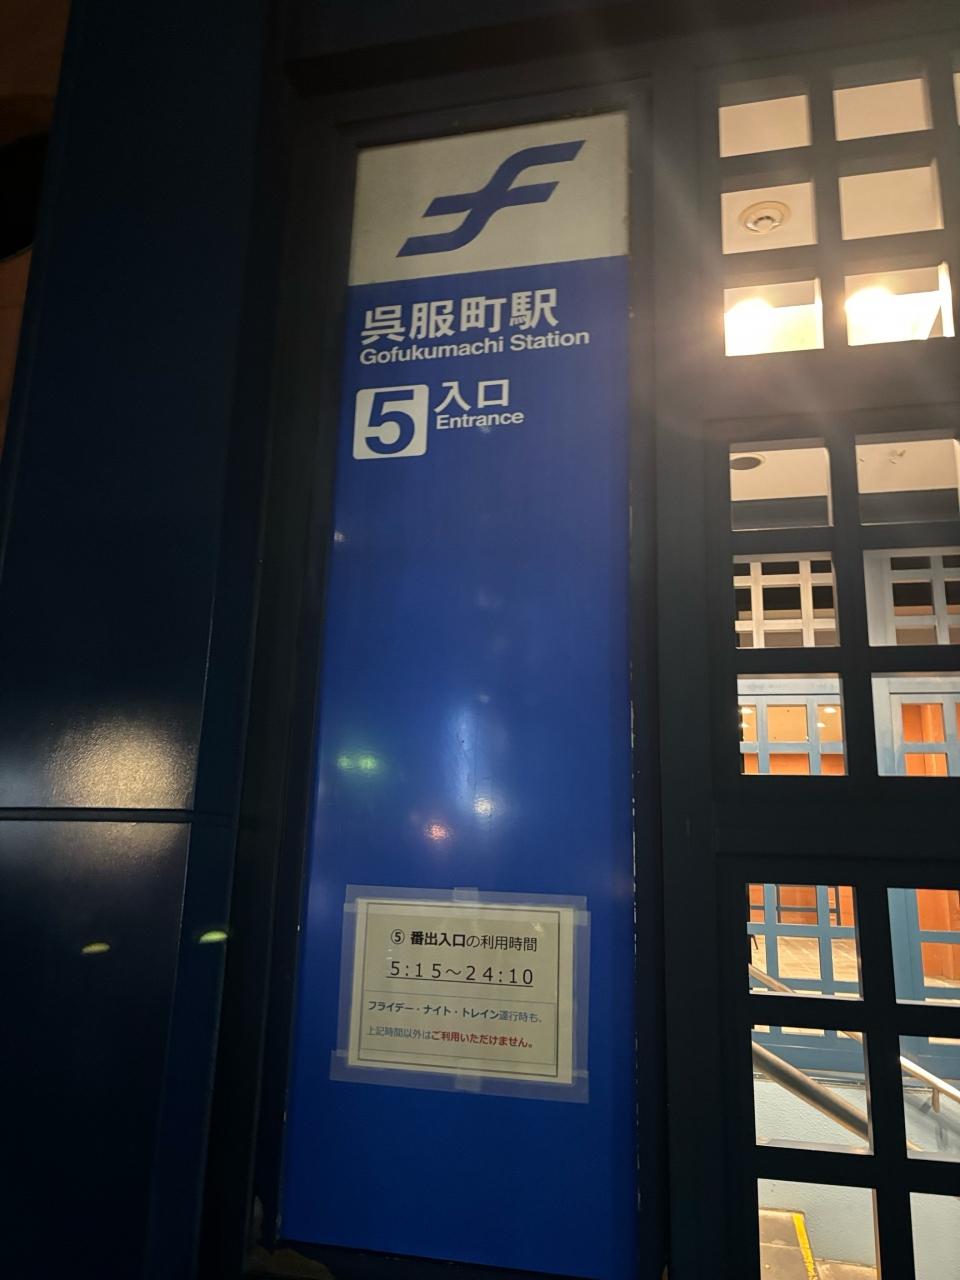 呉服町駅
Gofukumachi Station
5 入口
Entrance
⑤ 番出入口の利用時間
5:15～24:10
フライデー・ナイト・トレイン運行時も、
上記時間以外はご利用いただけません。